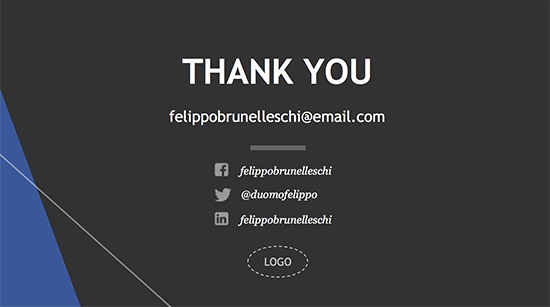 THANK YOU
felippobrunelleschi@email.com
felippobrunelleschi
@duomofelippo
felippobrunelleschi
LOGO